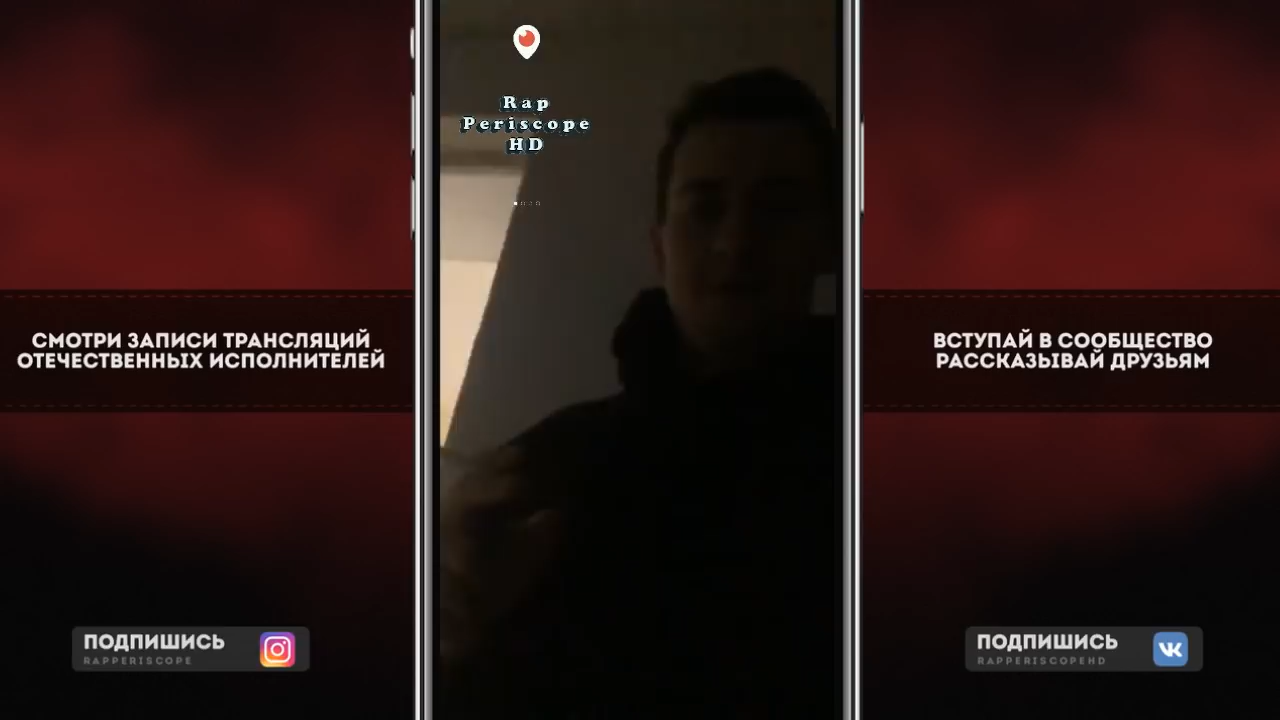 Rap
Periscope
HD
СМОТРИ ЗАПИСИ ТРАНСЛЯЦИЙ
ОТЕЧЕСТВЕННЫХ ИСПОЛНИТЕЛЕЙ
ВСТУПАЙ В СООБЩЕСТВО
РАССКАЗЫВАЙ ДРУЗЬЯМ
ПОДПИШИСЬ
RAPPERISCOPE
ПОДПИШИСЬ
RAPPERISCOPEHD